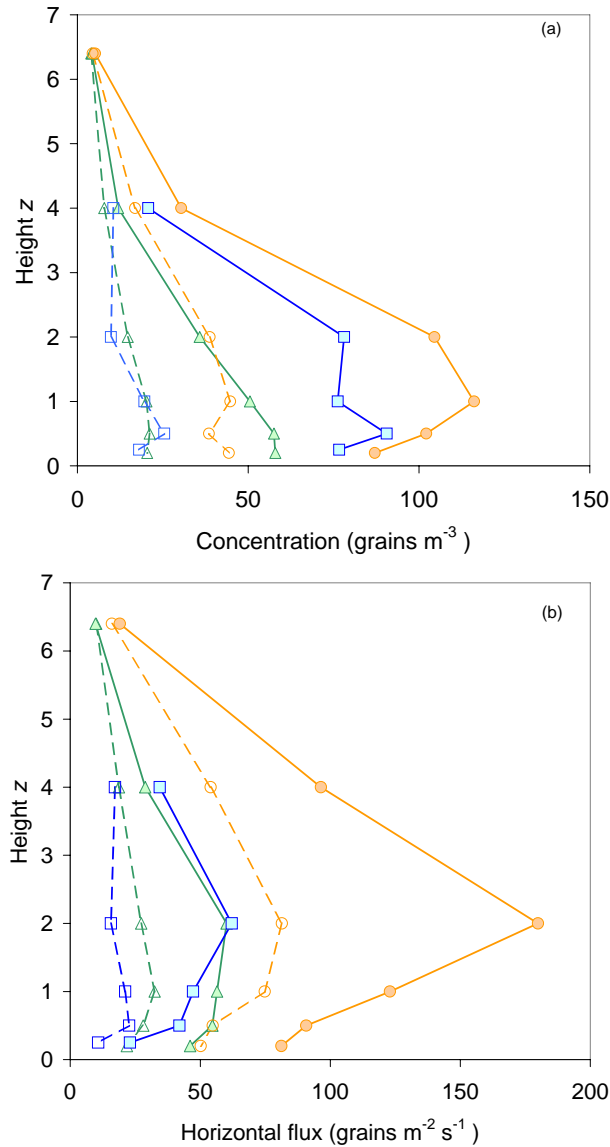 (a)
Height z
7
6
5
4
3
2
1
0
0 50 100 150
Concentration (grains m⁻³ )
(b)
Height z
7
6
5
4
3
2
1
0
0 50 100 150 200
Horizontal flux (grains m⁻² s⁻¹ )